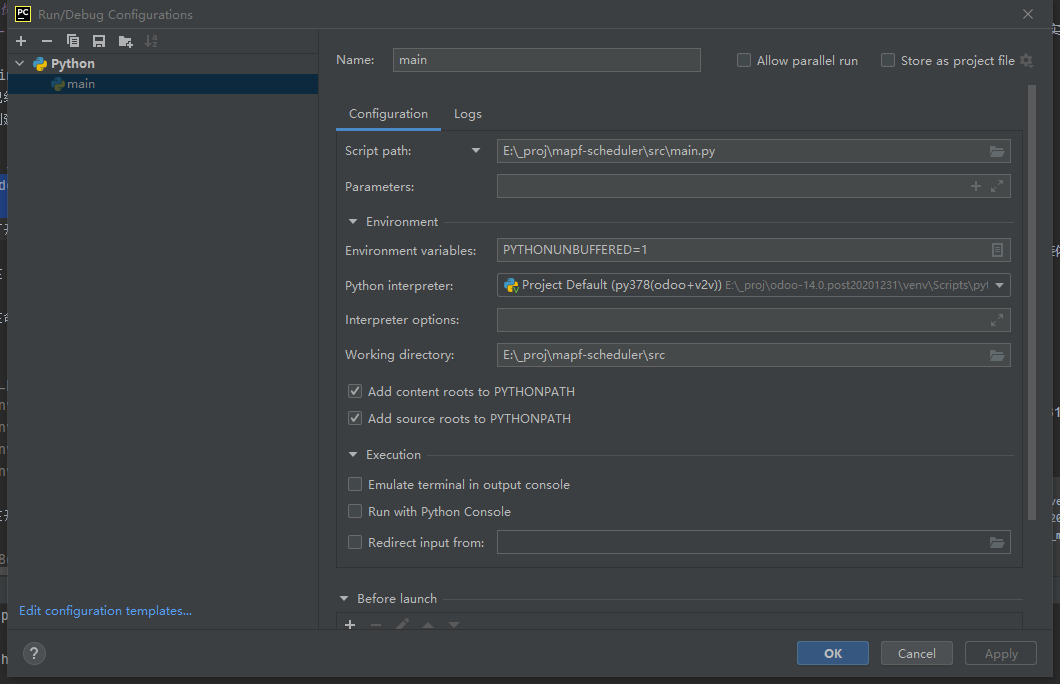 PC Run/Debug Configurations
Python
main
Name: main
Allow parallel run
Store as project file
Configuration Logs
Script path: E:\_proj\mapf-scheduler\src\main.py
Parameters:
Environment
Environment variables: PYTHONUNBUFFERED=1
Python interpreter: Project Default (py378(odoo+v2v)) E:\_proj\odoo-14.0.post20201231\venv\Scripts\pyt
Interpreter options:
Working directory: E:\_proj\mapf-scheduler\src
Add content roots to PYTHONPATH
Add source roots to PYTHONPATH
Execution
Emulate terminal in output console
Run with Python Console
Redirect input from:
Before launch
Edit configuration templates...
?
OK Cancel Apply